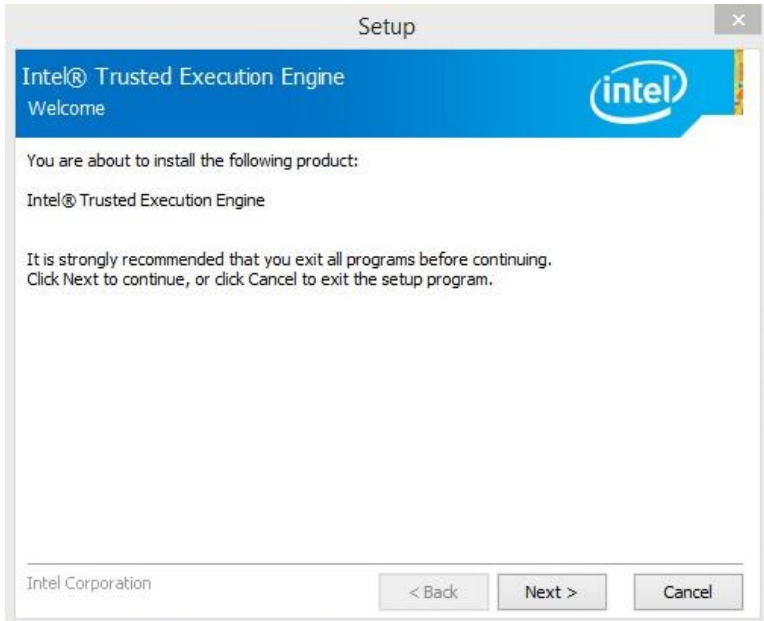 Setup
Intel® Trusted Execution Engine
intel
Welcome
You are about to install the following product:
Intel® Trusted Execution Engine
It is strongly recommended that you exit all programs before continuing.
Click Next to continue, or click Cancel to exit the setup program.
Intel Corporation
< Back
Next >
Cancel